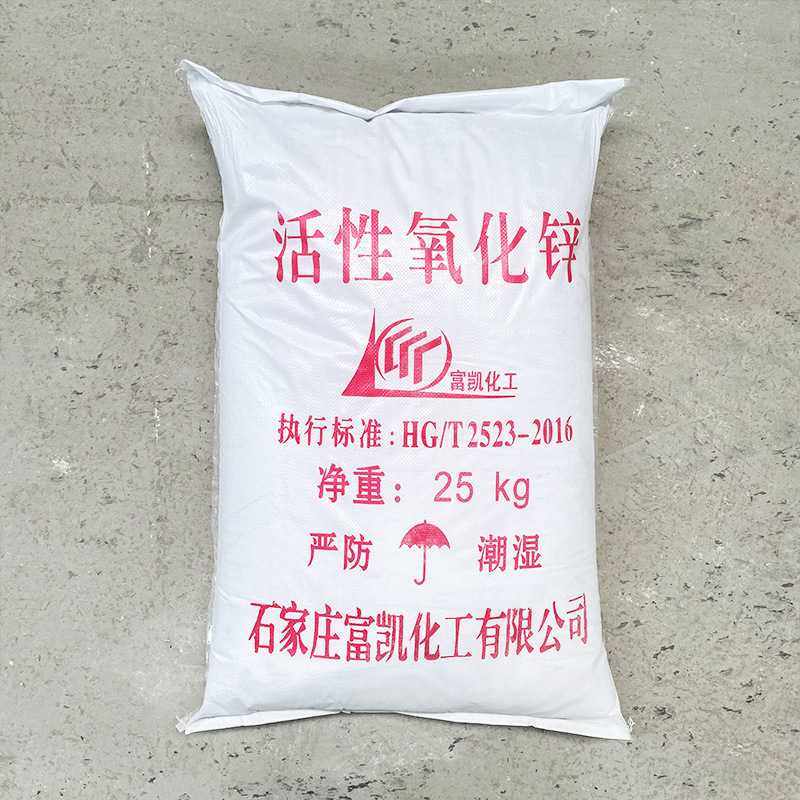 活性氧化锌
富凯化工
执行标准:HG/T2523-2016
净重: 25 kg
严防 潮湿
石家庄富凯化工有限公司